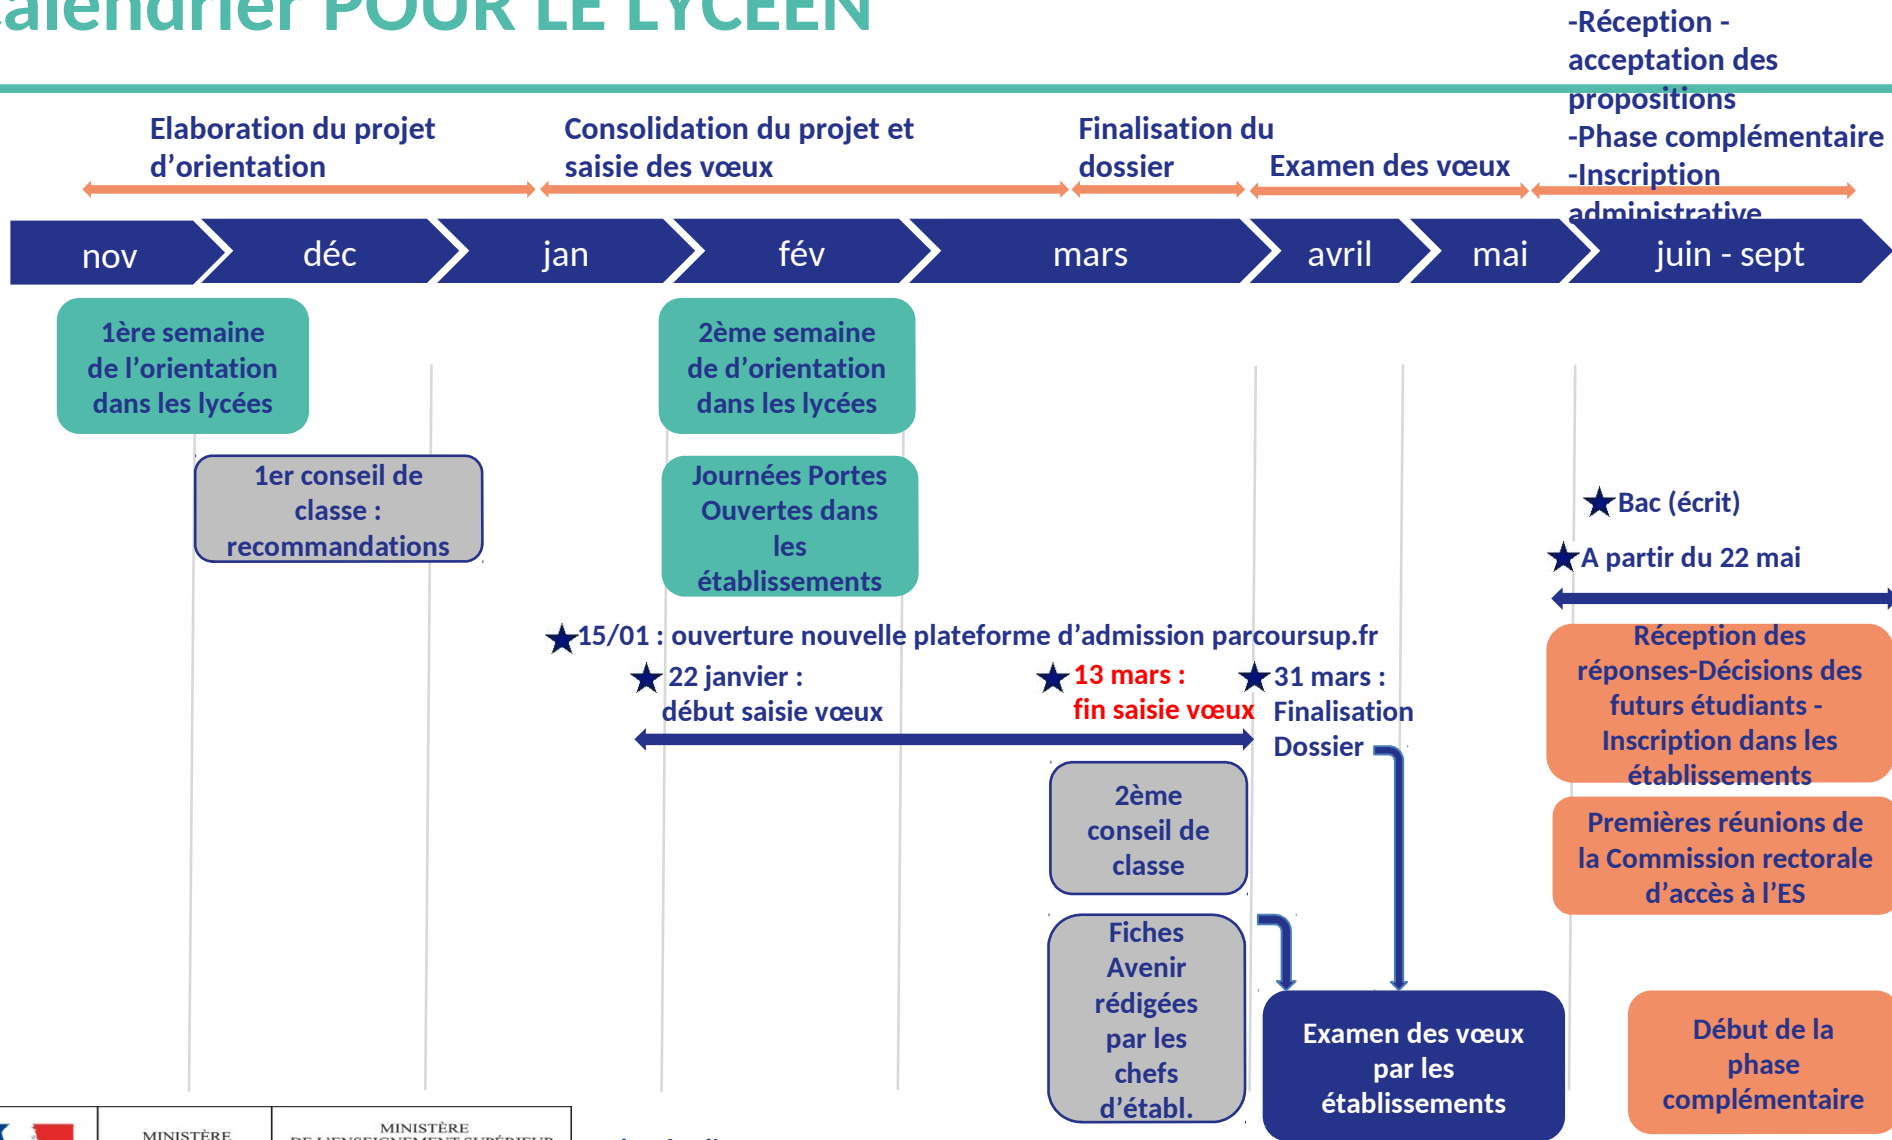 calendrier POUR LE LYCEEN
-Réception -
acceptation des
propositions
-Phase complémentaire
-Inscription
administrative
Elaboration du projet
d’orientation
Consolidation du projet et
saisie des vœux
Finalisation du
dossier
Examen des vœux
nov déc jan fév mars avril mai juin - sept
1ère semaine
de l’orientation
dans les lycées
2ème semaine
de d’orientation
dans les lycées
1er conseil de
classe :
recommandations
Journées Portes
Ouvertes dans
les
établissements
Bac (écrit)
A partir du 22 mai
15/01 : ouverture nouvelle plateforme d’admission parcoursup.fr
22 janvier :
début saisie vœux
13 mars :
fin saisie vœux
31 mars :
Finalisation
Dossier
Réception des
réponses-Décisions des
futurs étudiants -
Inscription dans les
établissements
2ème
conseil de
classe
Premières réunions de
la Commission rectorale
d’accès à l’ES
Fiches
Avenir
rédigées
par les
chefs
d’établ.
Examen des vœux
par les
établissements
Début de la
phase
complémentaire
MINISTÈRE
MINISTÈRE
DE L'ENSEIGNEMENT SUPÉRIEUR